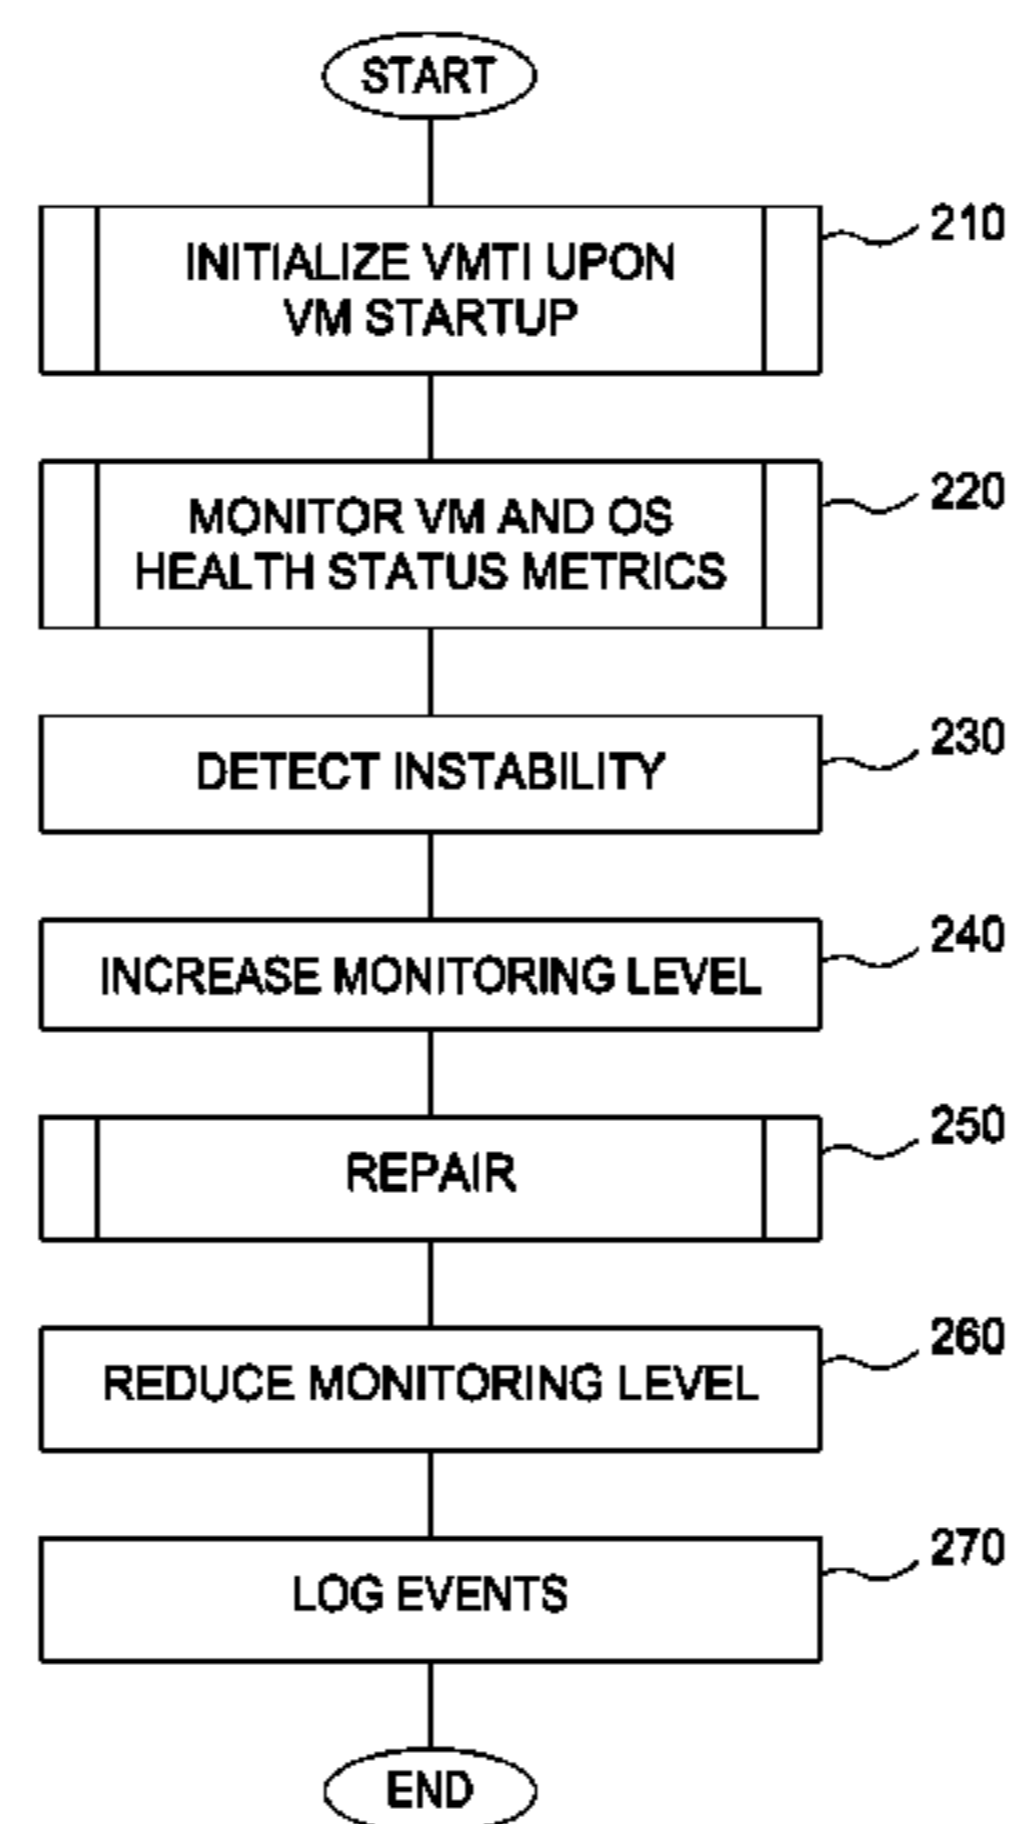 START
INITIALIZE VMTI UPON
VM STARTUP
210
MONITOR VM AND OS
HEALTH STATUS METRICS
220
DETECT INSTABILITY
230
INCREASE MONITORING LEVEL
240
REPAIR
250
REDUCE MONITORING LEVEL
260
LOG EVENTS
270
END